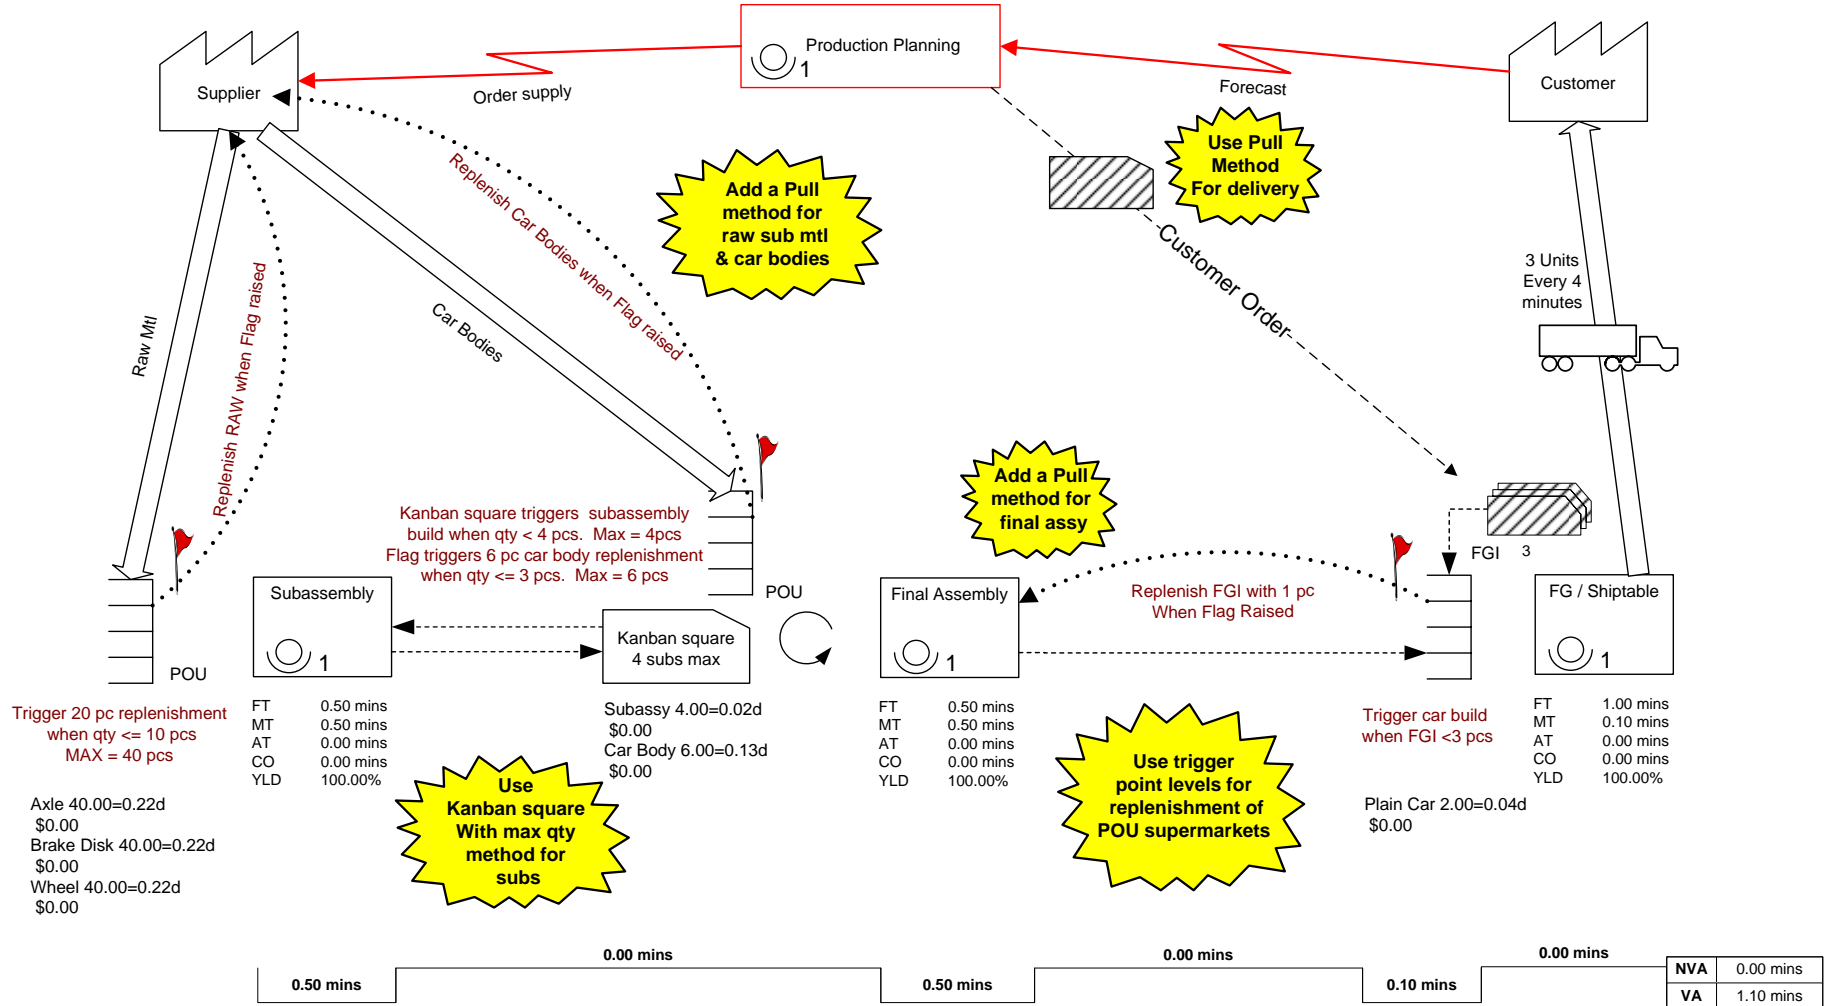 Production Planning
1
Supplier
Order supply
Forecast
Customer
Use Pull
Method
For delivery
Add a Pull
method for
raw sub mtl
& car bodies
Replenish Car Bodies when Flag raised
Customer Order
3 Units
Every 4
minutes
Raw Mtl
Replenish RAW when Flag raised
Car Bodies
Add a Pull
method for
final assy
Kanban square triggers subassembly
build when qty < 4 pcs. Max = 4pcs
Flag triggers 6 pc car body replenishment
when qty <= 3 pcs. Max = 6 pcs
FGI 3
POU
Subassembly
1
Kanban square
4 subs max
POU
Final Assembly
1
Replenish FGI with 1 pc
When Flag Raised
FG / Shiptable
1
Trigger 20 pc replenishment
when qty <= 10 pcs
MAX = 40 pcs
FT 0.50 mins
MT 0.50 mins
AT 0.00 mins
CO 0.00 mins
YLD 100.00%
Subassy 4.00=0.02d
$0.00
Car Body 6.00=0.13d
$0.00
FT 0.50 mins
MT 0.50 mins
AT 0.00 mins
CO 0.00 mins
YLD 100.00%
Trigger car build
when FGI <3 pcs
FT 1.00 mins
MT 0.10 mins
AT 0.00 mins
CO 0.00 mins
YLD 100.00%
Use
Kanban square
With max qty
method for
subs
Use trigger
point levels for
replenishment of
POU supermarkets
Plain Car 2.00=0.04d
$0.00
Axle 40.00=0.22d
$0.00
Brake Disk 40.00=0.22d
$0.00
Wheel 40.00=0.22d
$0.00
0.50 mins
0.00 mins
0.50 mins
0.00 mins
0.10 mins
0.00 mins
NVA 0.00 mins
VA 1.10 mins